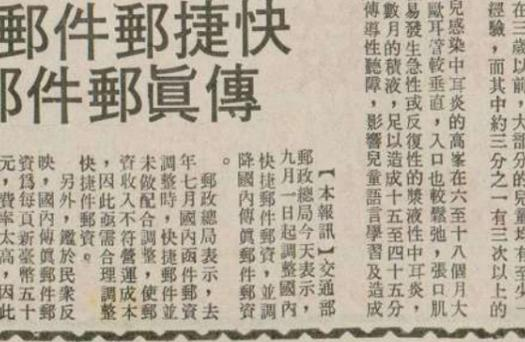 在三歲以前，大部分的兒童均有至少一
經驗，而其中約三分之一有三次以上的
兒感染中耳炎的高峯在六至十八個月大
歐耳管較垂直，入口也較鬆弛，張口肌
易發生急性或反復性的漿液性中耳炎，
數月的積液，足以造成十五至四十五分
傳導性聽障，影響兒童語言學習及造成
快捷郵件郵
傳眞郵件郵
【本報訊】交通部
郵政總局今天表示，
九月一日起調整國內
快捷郵件郵資，並調
降國內傳眞郵件郵資
。
郵政總局表示，去
年七月國內函件郵資
調整時，快捷郵件並
未做配合調整，使郵
資收入不符營運成本
，因此亟需合理調整
快捷郵資。
另外，鑑於民衆反
映，國內傳眞郵件郵
資爲每頁新臺幣五十
元，費率太高，因此